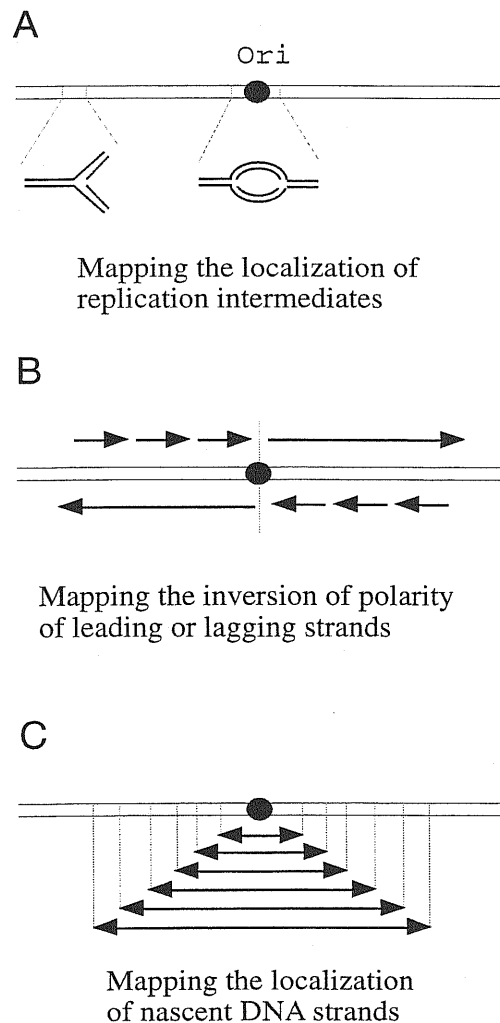 A
Ori
Mapping the localization of
replication intermediates
B
Mapping the inversion of polarity
of leading or lagging strands
C
Mapping the localization
of nascent DNA strands